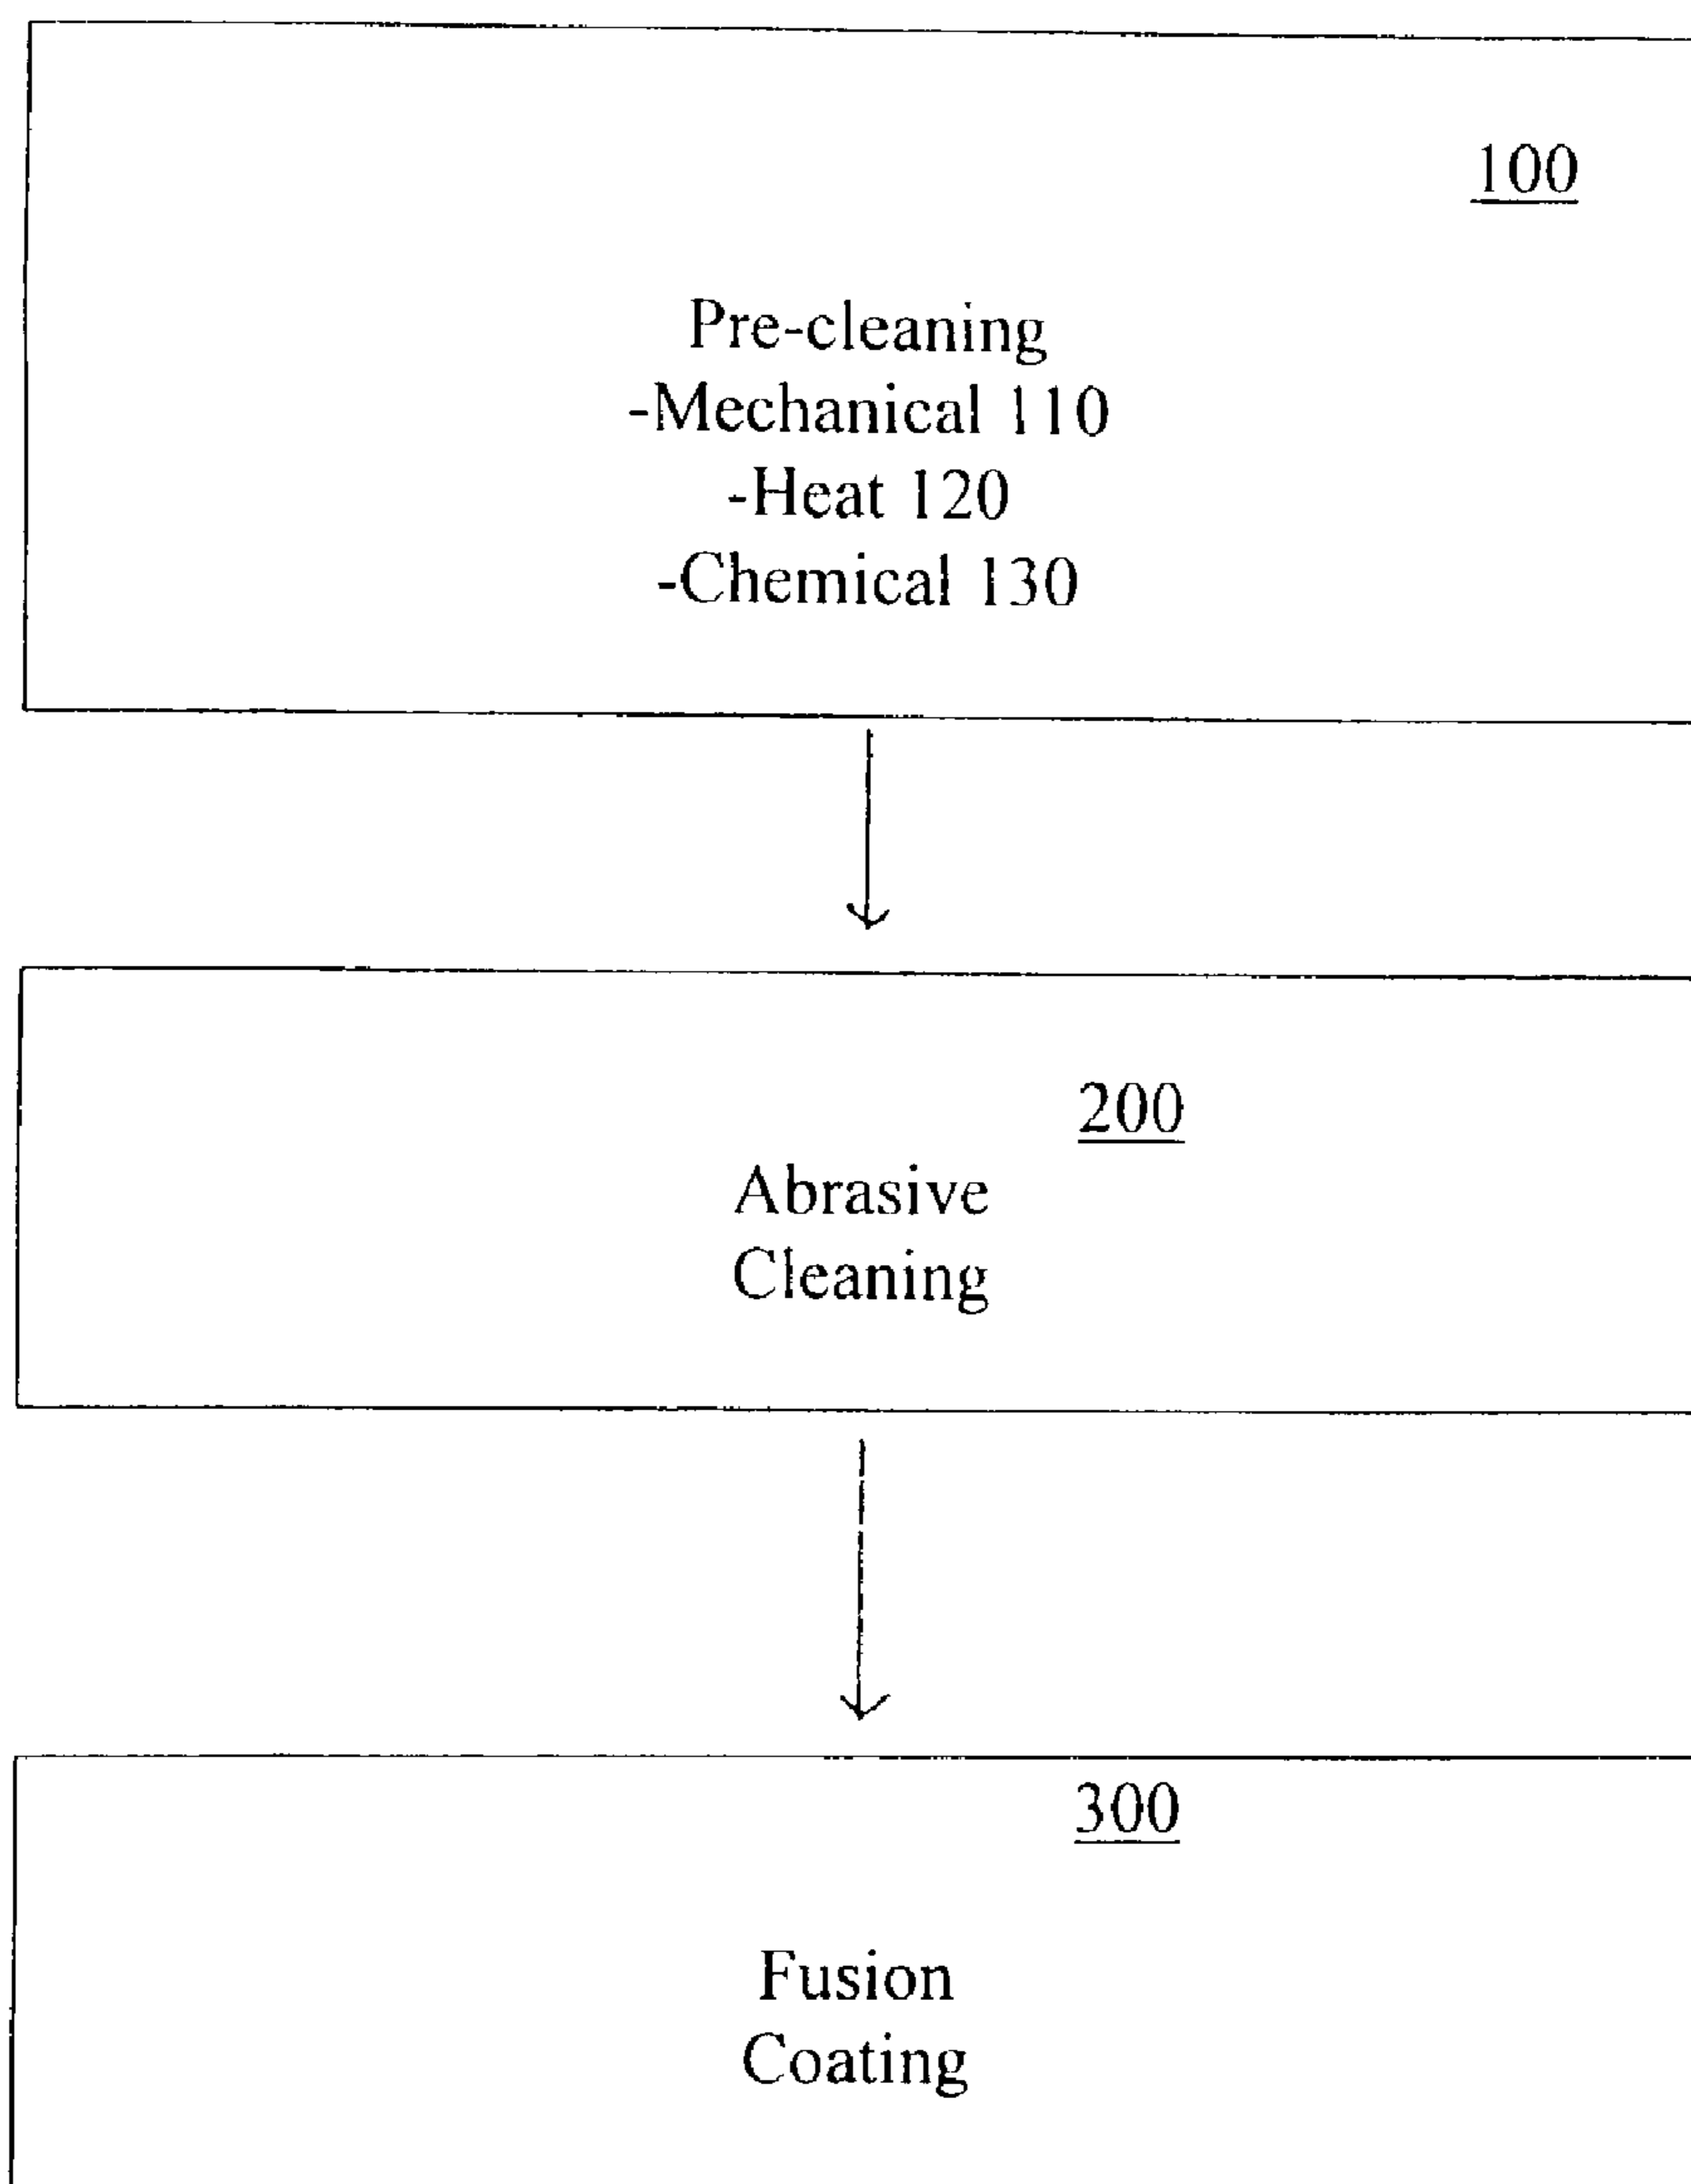 100
Pre-cleaning
-Mechanical 110
-Heat 120
-Chemical 130
200
Abrasive
Cleaning
300
Fusion
Coating